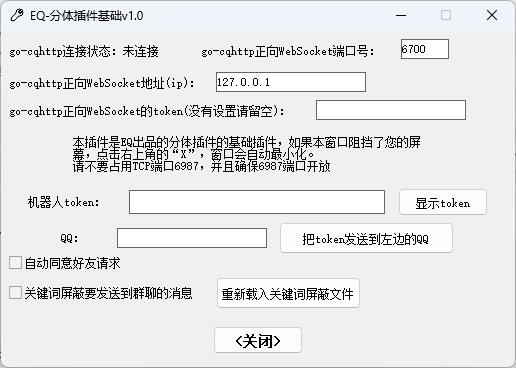 EQ-分体插件基础v1.0
go-cqhttp连接状态: 未连接 go-cqhttp正向WebSocket端口号: 6700
go-cqhttp正向WebSocket地址(ip): 127.0.0.1
go-cqhttp正向WebSocket的token(没有设置请留空):
本插件是EQ出品的分体插件的基础插件，如果本窗口阻挡了您的屏
幕，点击右上角的“X”，窗口会自动最小化。
请不要占用TCP端口6987，并且确保6987端口开放
机器人token: 显示token
QQ: 把token发送到左边的QQ
自动同意好友请求
关键词屏蔽要发送到群聊的消息 重新载入关键词屏蔽文件
<关闭>